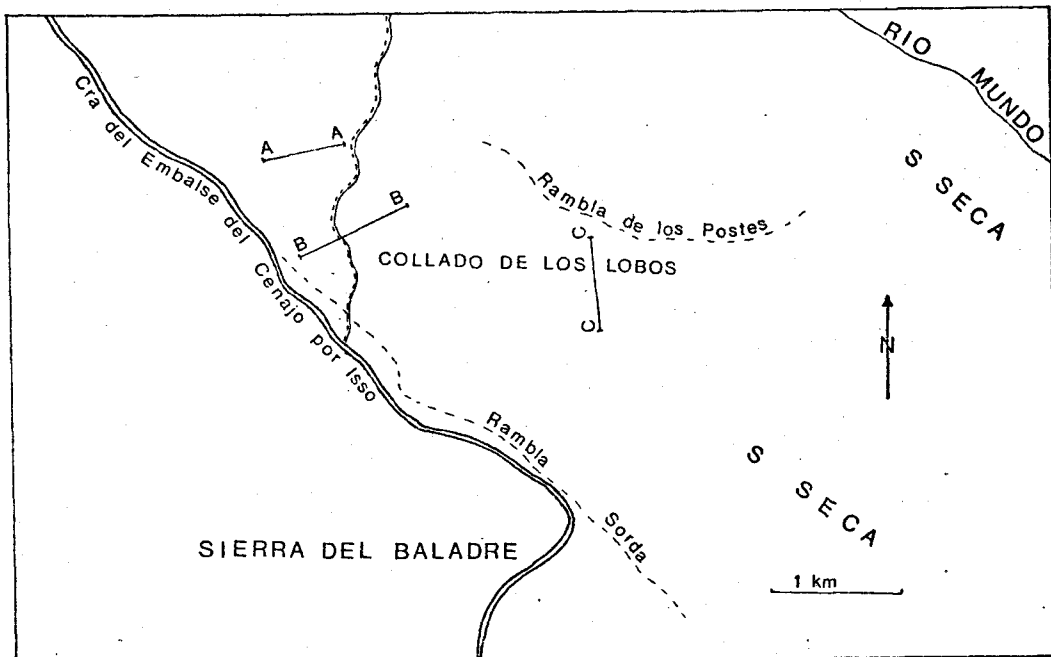 RIO MUNDO
Cra del Embalse del Cenajo por Isso
A A
S SECA
Rambla de los Postes
B B
C
COLLADO DE LOS LOBOS
C
N
Rambla Sorda
S SECA
SIERRA DEL BALADRE
1 km